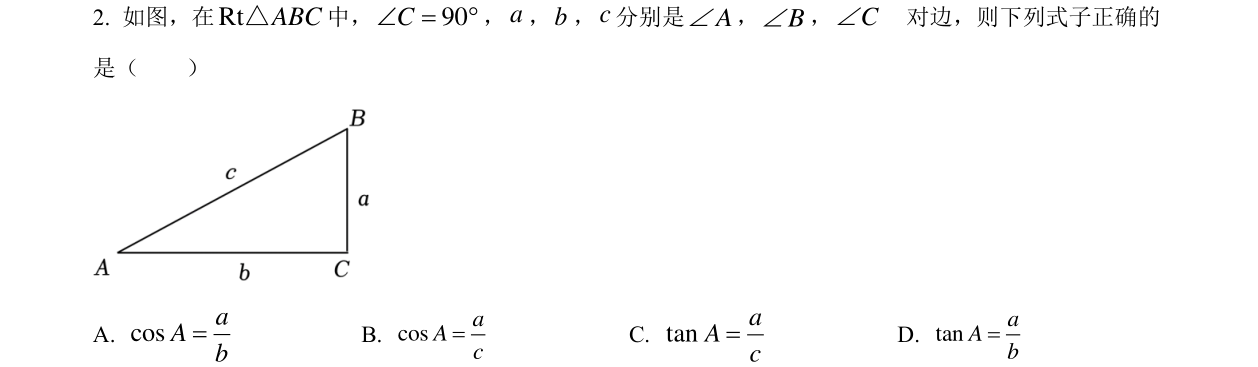 2. 如图，在Rt△ABC中，∠C=90°，a，b，c分别是∠A，∠B，∠C 对边，则下列式子正确的
是（ ）
B
c
a
A
b
C
A. cos A = a/b B. cos A = a/c C. tan A = a/c D. tan A = a/b